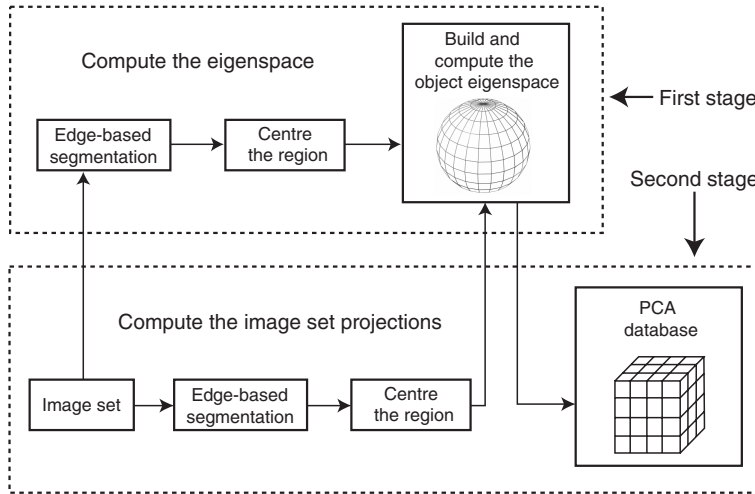 Compute the eigenspace
Build and
compute the
object eigenspace
First stage
Edge-based
segmentation
Centre
the region
Second stage
Compute the image set projections
PCA
database
Image set
Edge-based
segmentation
Centre
the region